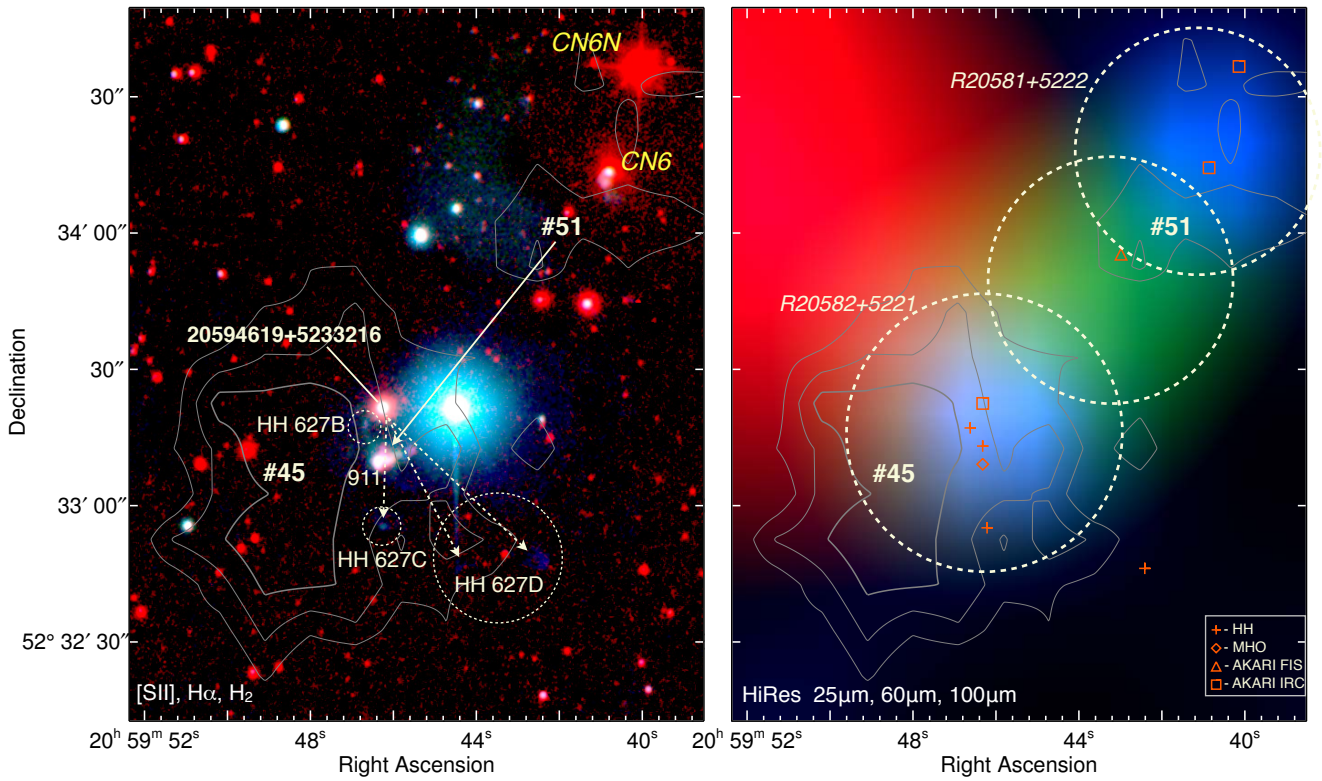 CN6N
30″
CN6
#51
34′ 00″
20594619+5233216
30″
HH 627B
#45
911
33′ 00″
HH 627C
HH 627D
52° 32′ 30″
[SII], Hα, H₂
20ʰ 59ᵐ 52ˢ
48ˢ
44ˢ
40ˢ
Right Ascension
Declination
R20581+5222
#51
R20582+5221
#45
+ - HH
◇ - MHO
△ - AKARI FIS
□ - AKARI IRC
HiRes 25μm, 60μm, 100μm
20ʰ 59ᵐ 52ˢ
48ˢ
44ˢ
40ˢ
Right Ascension